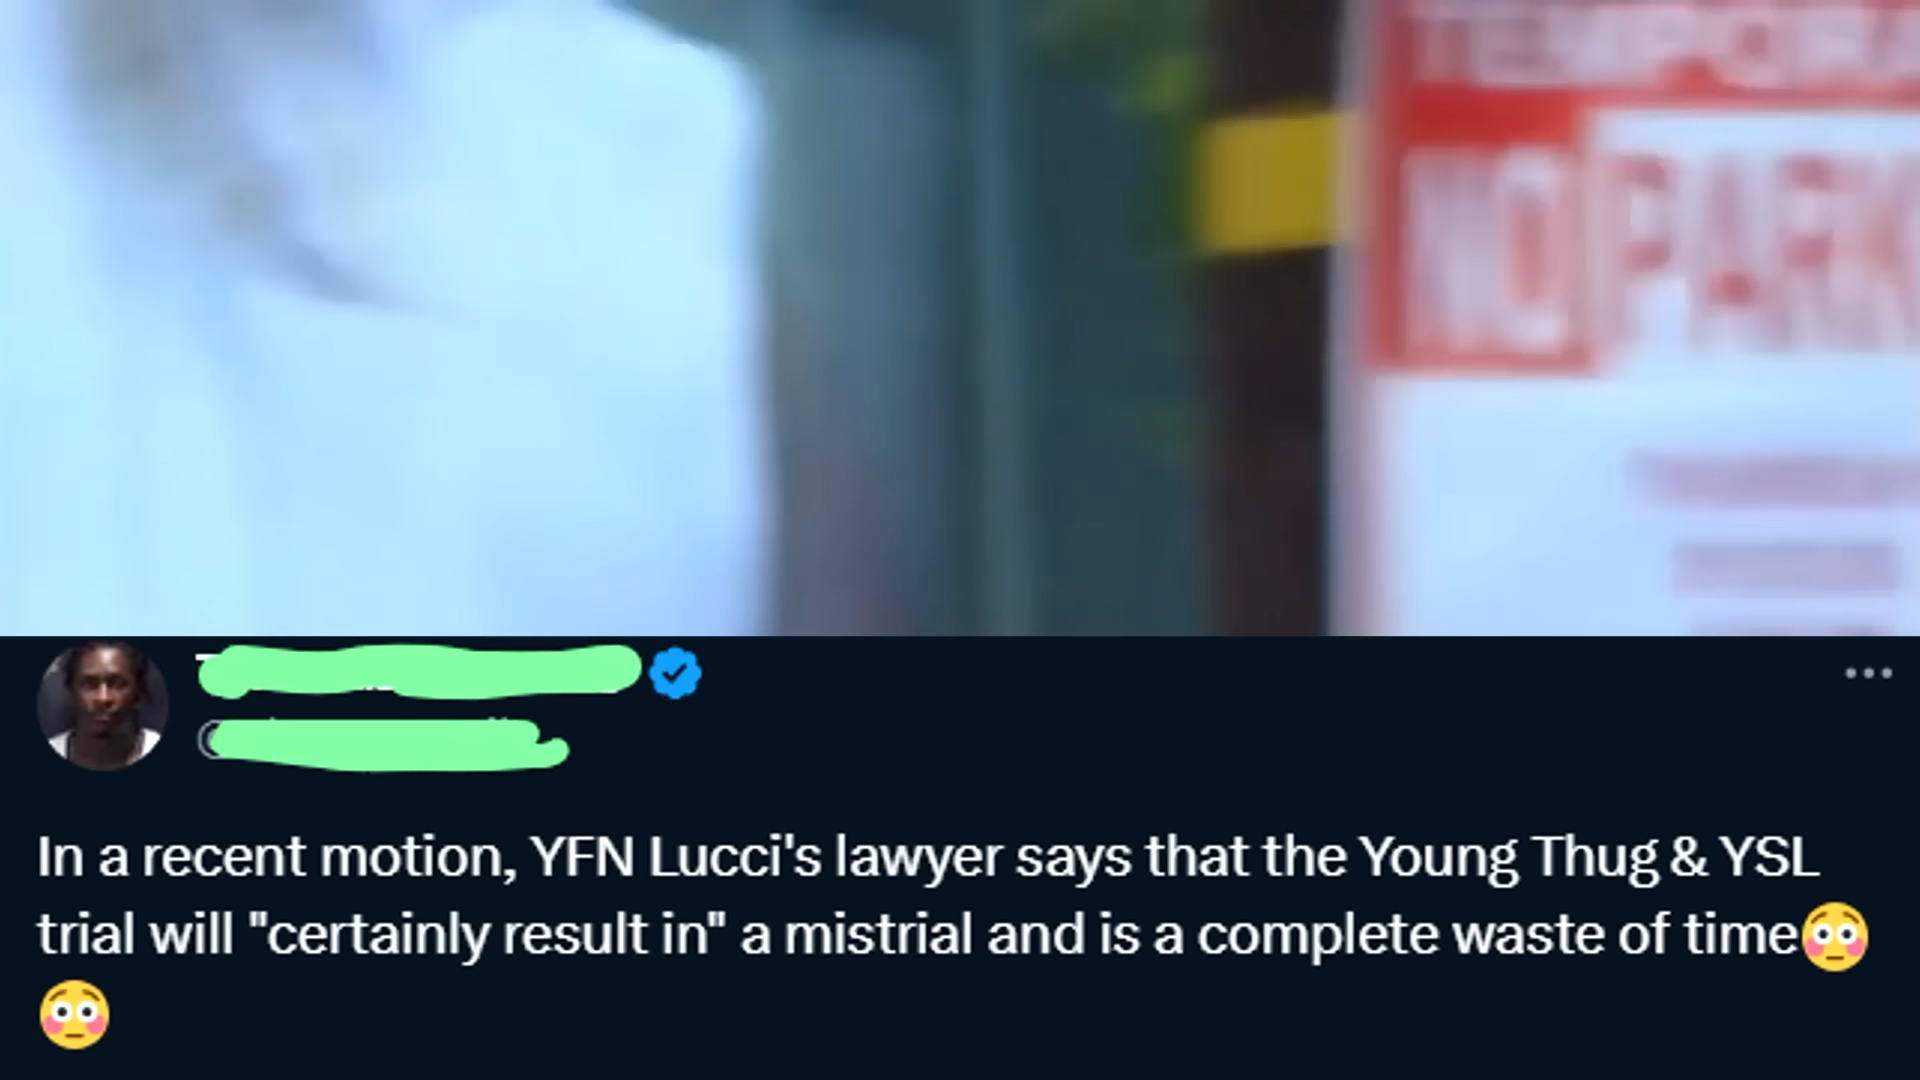 TEMPORA
NO PARK
In a recent motion, YFN Lucci's lawyer says that the Young Thug & YSL
trial will "certainly result in" a mistrial and is a complete waste of time😳
😳